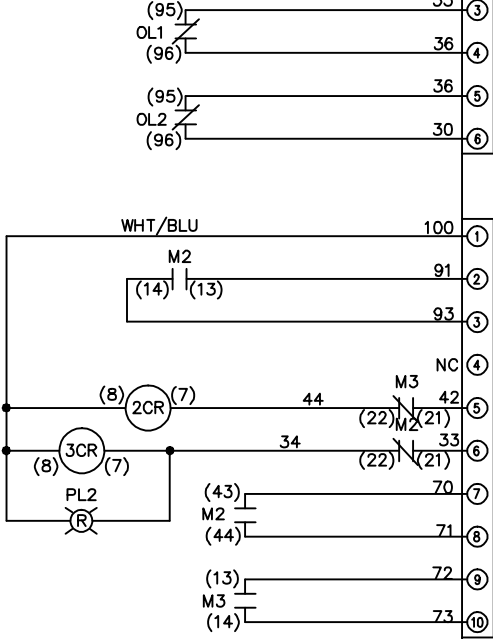 (95) 35 3
OL1
(96) 36 4
(95) 36 5
OL2
(96) 30 6
WHT/BLU 100 1
M2 91 2
(14) (13)
93 3
NC 4
M3
(8) 2CR (7) 44 42 5
(22) (21)
M2
3CR 34 33 6
(8) (7) (22) (21)
PL2
R
(43) 70 7
M2
(44) 71 8
(13) 72 9
M3
(14) 73 10